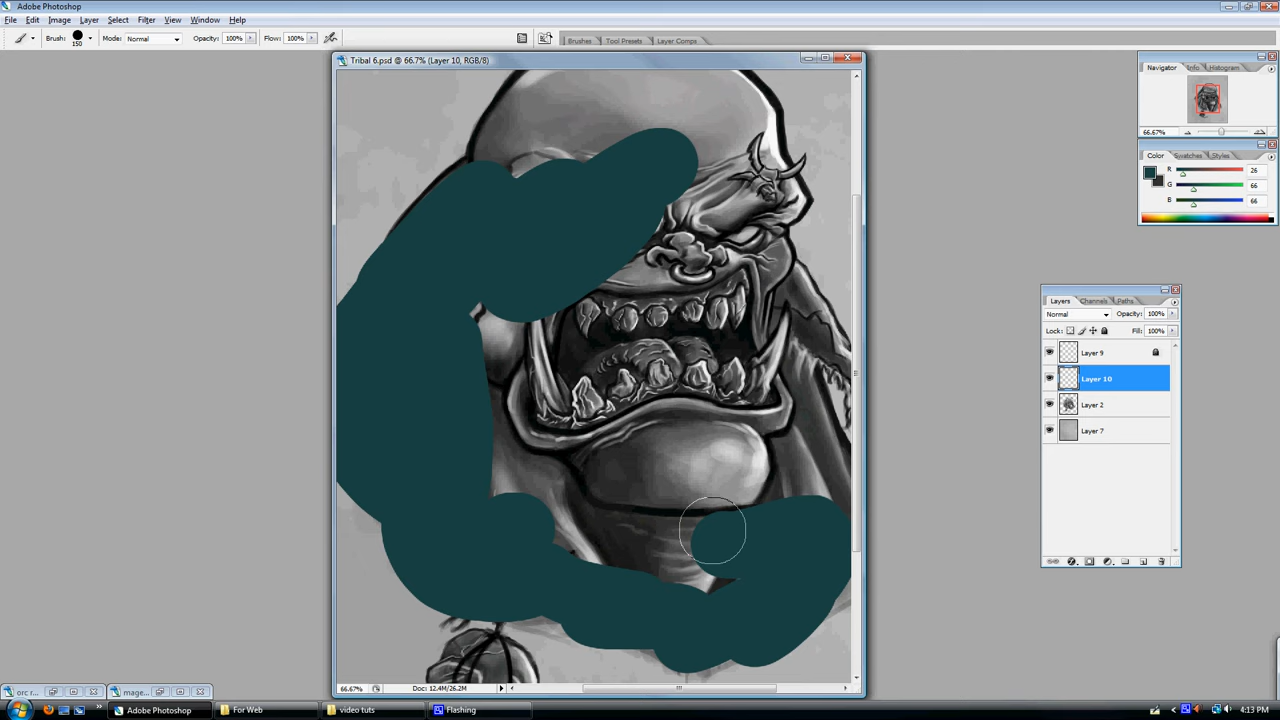 Adobe Photoshop
File Edit Image Layer Select Filter View Window Help
Brush: 150 Mode: Normal Opacity: 100% Flow: 100% Brushes Tool Presets Layer Comps
Tribal 6.psd @ 66.7% (Layer 10, RGB/8)
Navigator Info Histogram
66.67%
Color Swatches Styles
R 26
G 66
B 66
Layers Channels Paths
Normal Opacity: 100%
Lock: Fill: 100%
Layer 9
Layer 10
Layer 2
Layer 7
66.67% Doc: 12.4M/26.2M
orc r... mage...
Adobe Photoshop For Web video tuts Flashing 4:13 PM